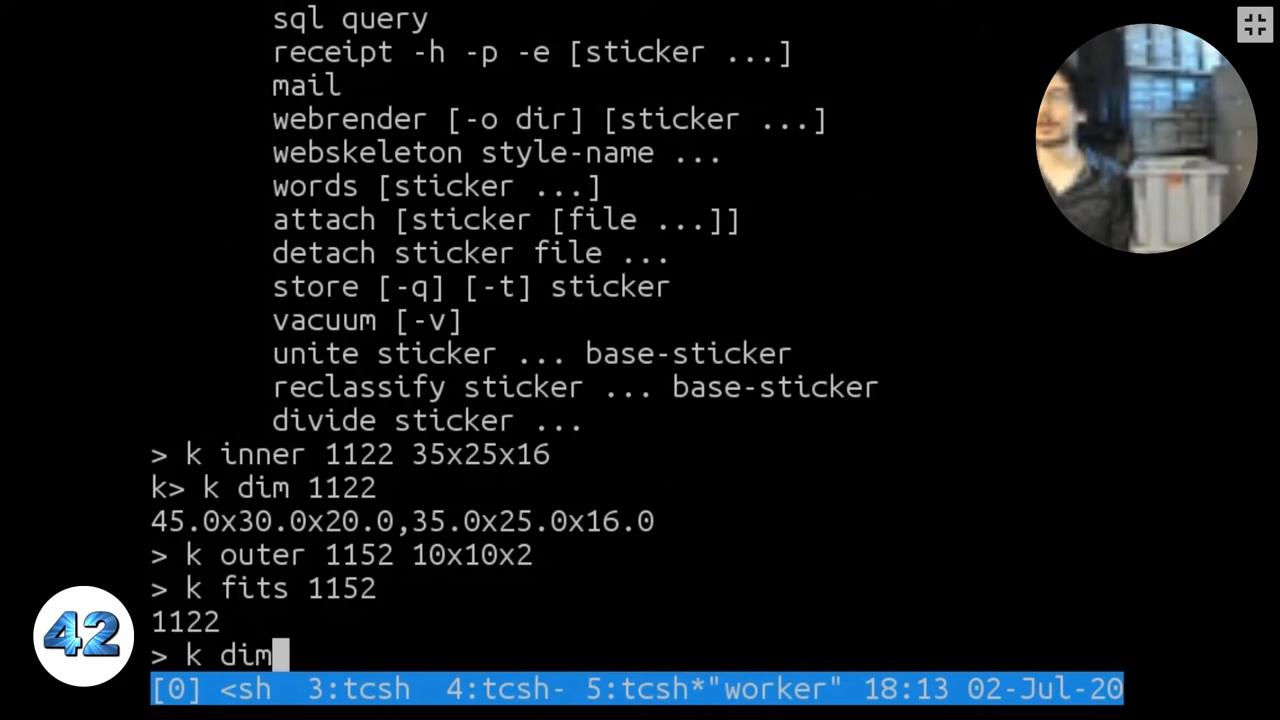 sql query
receipt -h -p -e [sticker ...]
mail
webrender [-o dir] [sticker ...]
webskeleton style-name ...
words [sticker ...]
attach [sticker [file ...]]
detach sticker file ...
store [-q] [-t] sticker
vacuum [-v]
unite sticker ... base-sticker
reclassify sticker ... base-sticker
divide sticker ...
> k inner 1122 35x25x16
k> k dim 1122
45.0x30.0x20.0,35.0x25.0x16.0
> k outer 1152 10x10x2
> k fits 1152
1122
> k dim
42
[0] <sh  3:tcsh  4:tcsh- 5:tcsh*"worker" 18:13 02-Jul-20